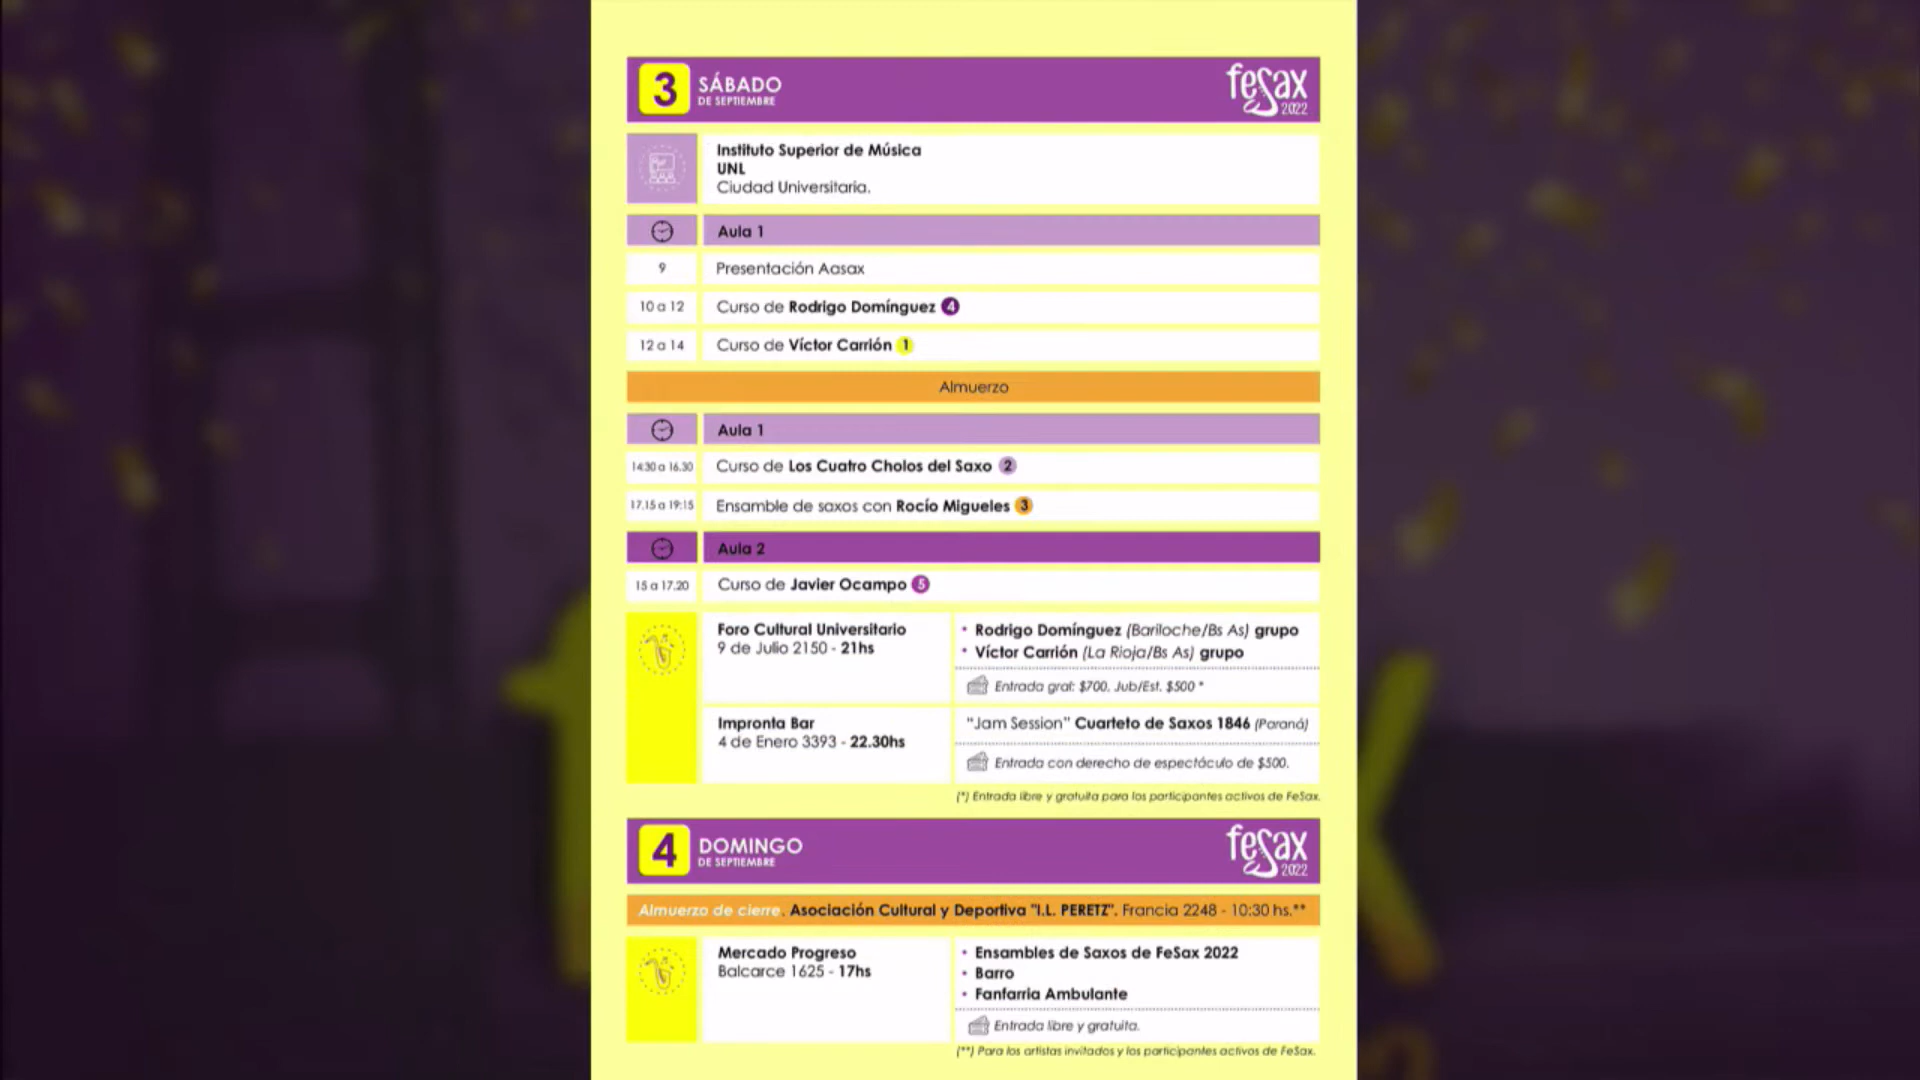 3 SÁBADO
DE SEPTIEMBRE
feSax
2022
Instituto Superior de Música
UNL
Ciudad Universitaria.
Aula 1
9 Presentación Aasax
10 a 12 Curso de Rodrigo Domínguez 4
12 a 14 Curso de Víctor Carrión 1
Almuerzo
Aula 1
14:30 a 16.30 Curso de Los Cuatro Cholos del Saxo 2
17.15 a 19:15 Ensamble de saxos con Rocío Migueles 3
Aula 2
15 a 17.20 Curso de Javier Ocampo 5
Foro Cultural Universitario
9 de Julio 2150 - 21hs
• Rodrigo Domínguez (Bariloche/Bs As) grupo
• Víctor Carrión (La Rioja/Bs As) grupo
Entrada gral: $700. Jub/Est. $500 *
Impronta Bar
4 de Enero 3393 - 22.30hs
“Jam Session” Cuarteto de Saxos 1846 (Paraná)
Entrada con derecho de espectáculo de $500.
(*) Entrada libre y gratuita para los participantes activos de FeSax.
4 DOMINGO
DE SEPTIEMBRE
feSax
2022
Almuerzo de cierre. Asociación Cultural y Deportiva "I.L. PERETZ". Francia 2248 - 10:30 hs.**
Mercado Progreso
Balcarce 1625 - 17hs
• Ensambles de Saxos de FeSax 2022
• Barro
• Fanfarria Ambulante
Entrada libre y gratuita.
(**) Para los artistas invitados y los participantes activos de FeSax.